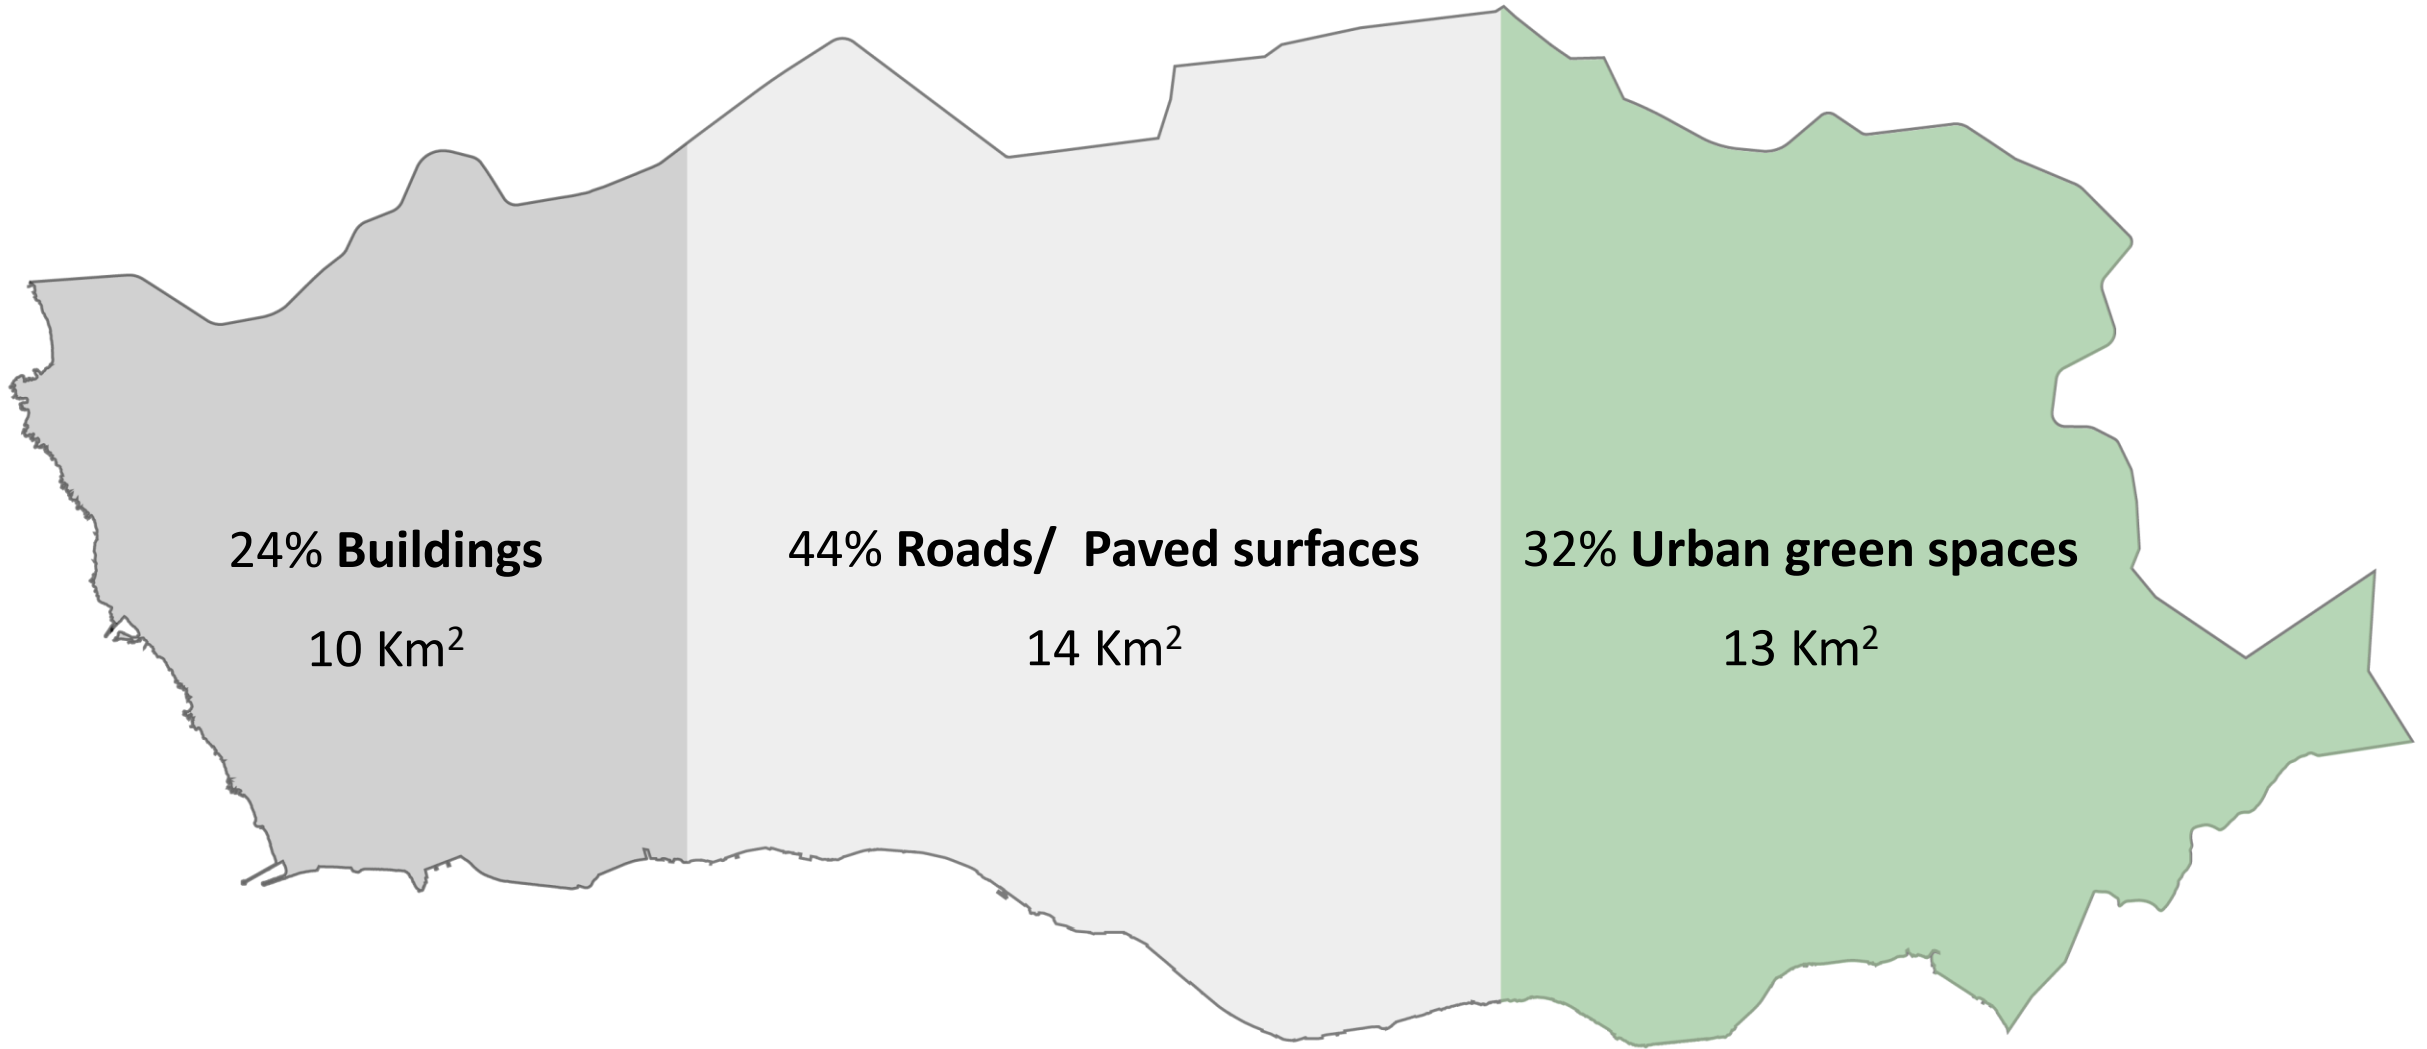 24% Buildings
10 Km²
44% Roads/ Paved surfaces
14 Km²
32% Urban green spaces
13 Km²